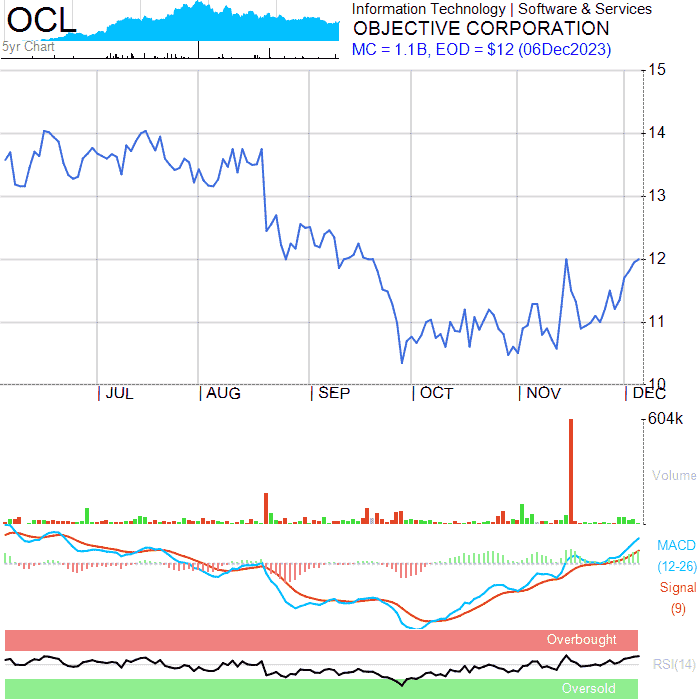 OCL
5yr Chart
Information Technology | Software & Services
OBJECTIVE CORPORATION
MC = 1.1B, EOD = $12 (06Dec2023)
15
14
13
12
11
10
| JUL | AUG | SEP | OCT | NOV | DEC
604k
Volume
MACD
(12-26)
Signal
(9)
Overbought
RSI(14)
Oversold